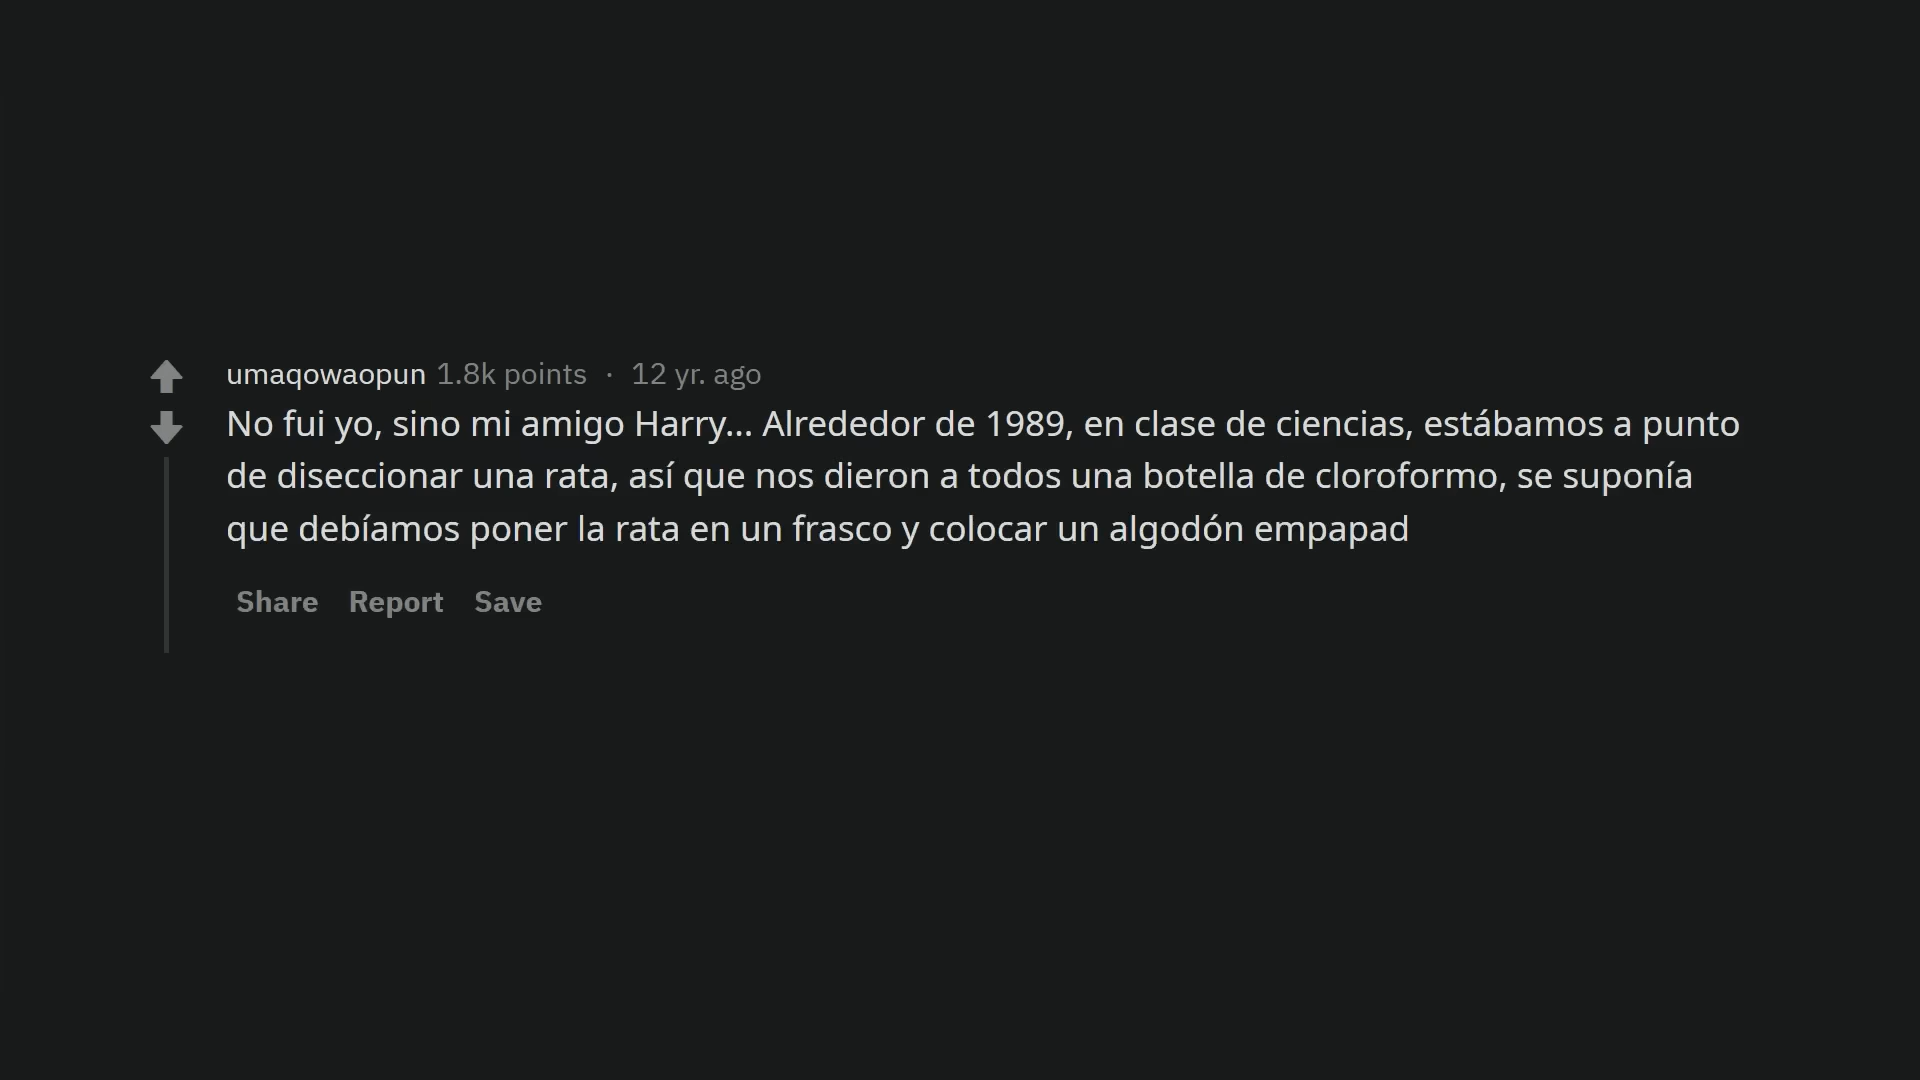 umaqowaopun 1.8k points · 12 yr. ago
No fui yo, sino mi amigo Harry... Alrededor de 1989, en clase de ciencias, estábamos a punto
de diseccionar una rata, así que nos dieron a todos una botella de cloroformo, se suponía
que debíamos poner la rata en un frasco y colocar un algodón empapad
Share Report Save